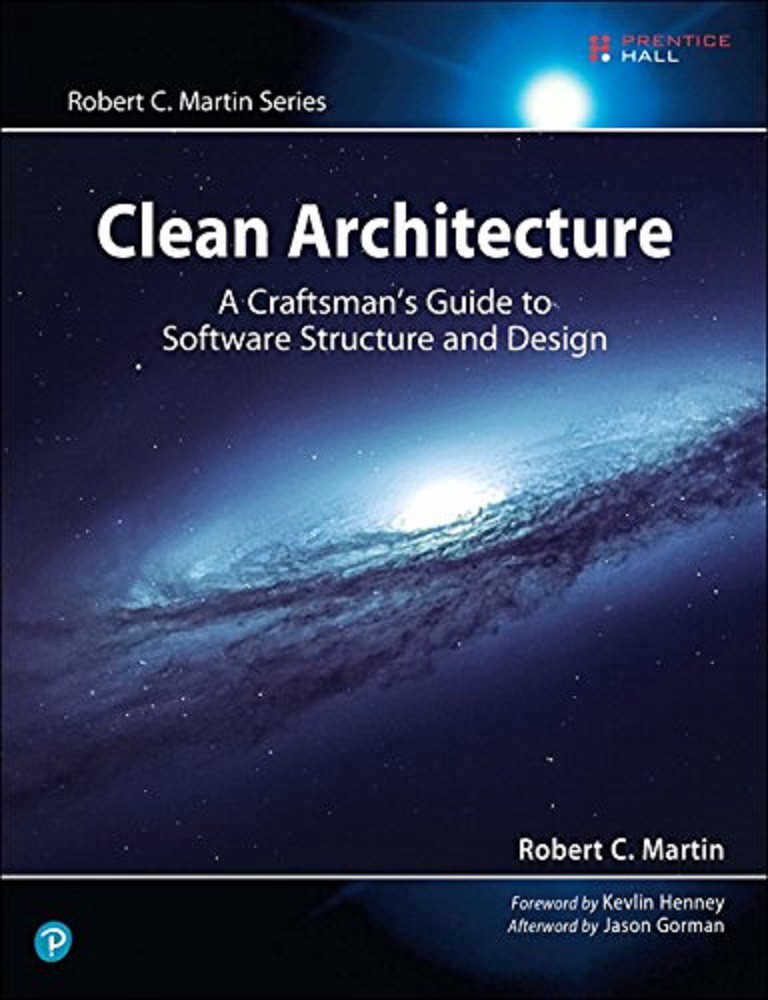 PRENTICE
HALL
Robert C. Martin Series
Clean Architecture
A Craftsman's Guide to
Software Structure and Design
Robert C. Martin
Foreword by Kevlin Henney
Afterword by Jason Gorman
P